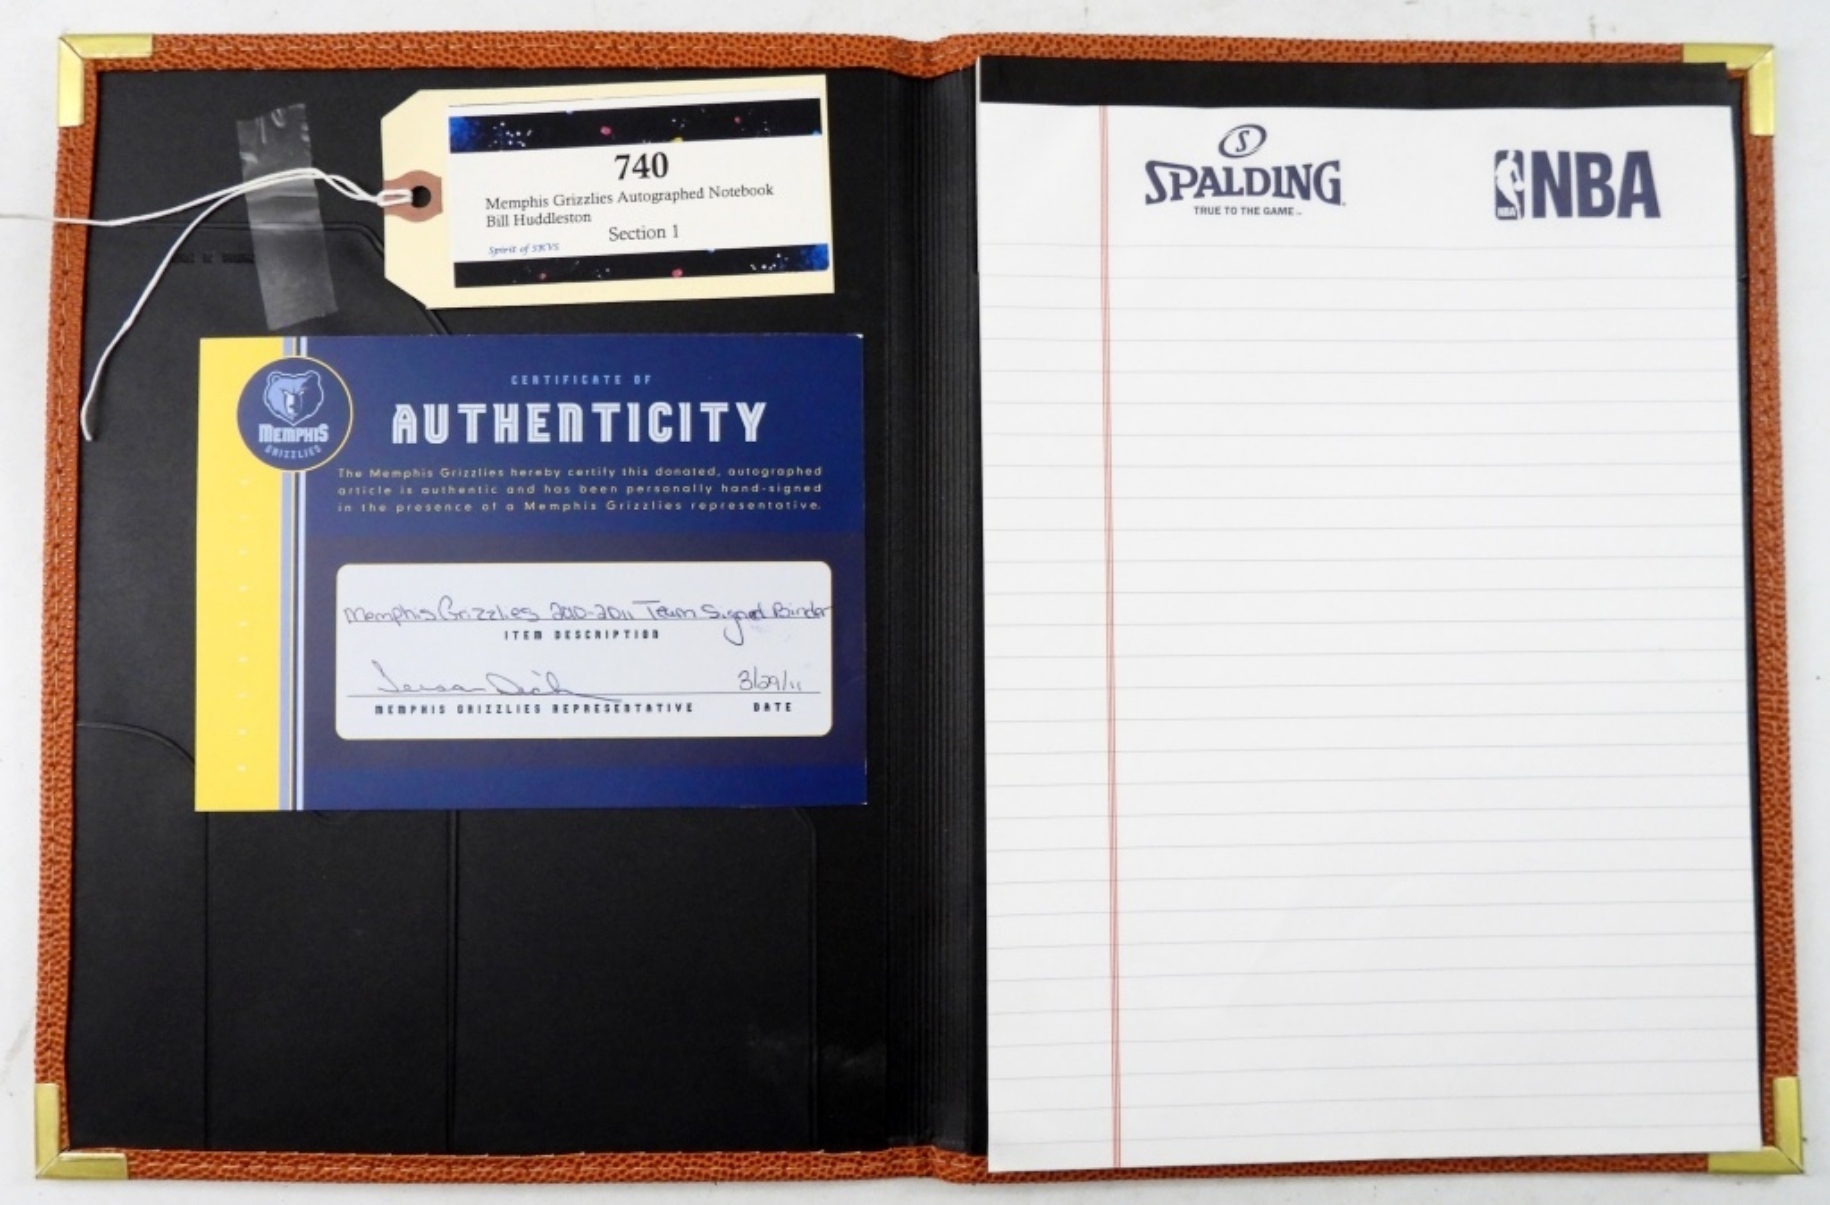 740
Memphis Grizzlies Autographed Notebook
Bill Huddleston
Section 1
Spirit of SRVS
MEMPHIS
GRIZZLIES
CERTIFICATE OF
AUTHENTICITY
The Memphis Grizzlies hereby certify this donated, autographed
article is authentic and has been personally hand-signed
in the presence of a Memphis Grizzlies representative.
Memphis Grizzlies 2010-2011 Team Signed Binder
ITEM DESCRIPTION
3/29/11
MEMPHIS GRIZZLIES REPRESENTATIVE DATE
S
SPALDING
TRUE TO THE GAME™
NBA
NBA